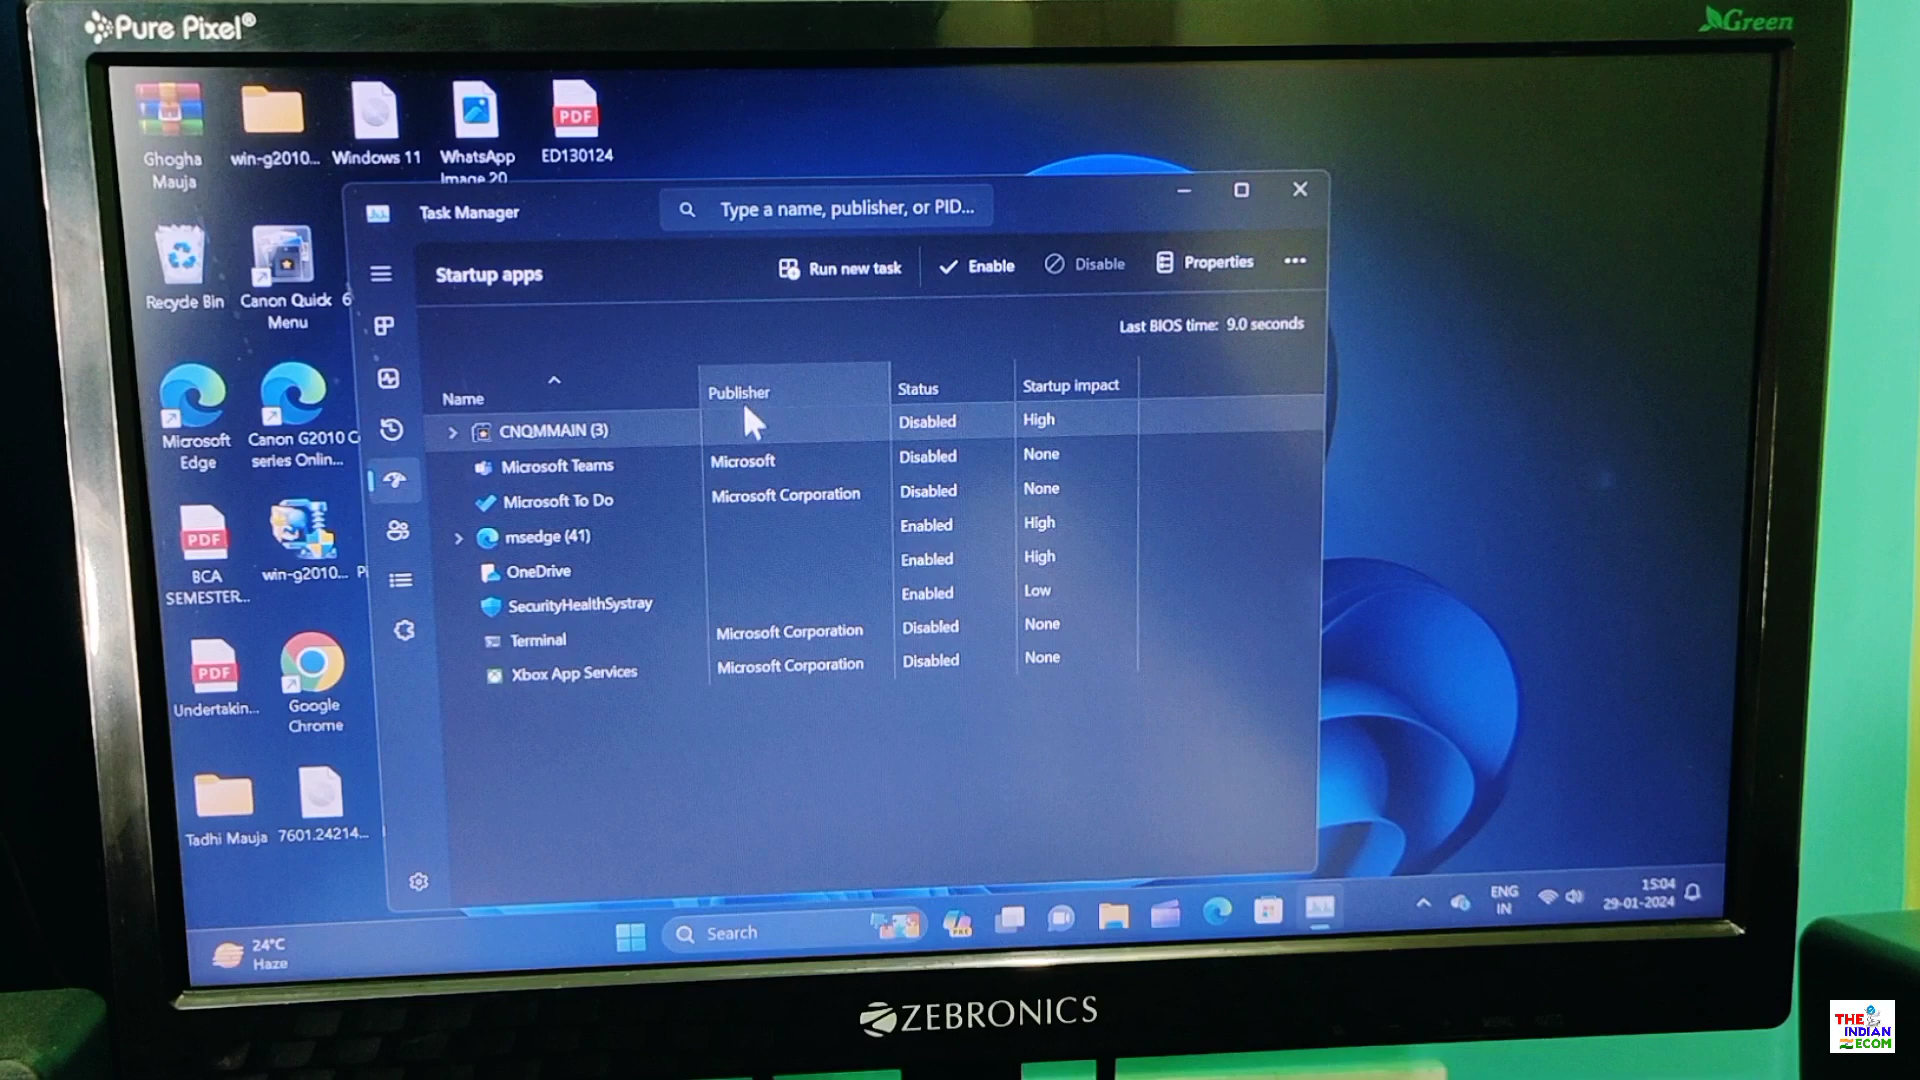 Pure Pixel®
Green
Ghogha
Mauja
win-g2010...
Windows 11
WhatsApp
Image 20
PDF
ED130124
Task Manager
Type a name, publisher, or PID...
Startup apps
Run new task
Enable
Disable
Properties
Last BIOS time: 9.0 seconds
Name
Publisher
Status
Startup impact
CNQMMAIN (3)
Disabled
High
Microsoft Teams
Microsoft
Disabled
None
Microsoft To Do
Microsoft Corporation
Disabled
None
msedge (41)
Enabled
High
OneDrive
Enabled
High
SecurityHealthSystray
Enabled
Low
Terminal
Microsoft Corporation
Disabled
None
Xbox App Services
Microsoft Corporation
Disabled
None
Recycle Bin
Canon Quick
Menu
6
Microsoft
Edge
Canon G2010
series Onlin...
C
PDF
BCA
SEMESTER...
win-g2010...
Pi
PDF
Undertakin...
Google
Chrome
Tadhi Mauja
7601.24214...
24°C
Haze
Search
PRE
ENG
IN
15:04
29-01-2024
ZEBRONICS
THE
INDIAN
ECOM